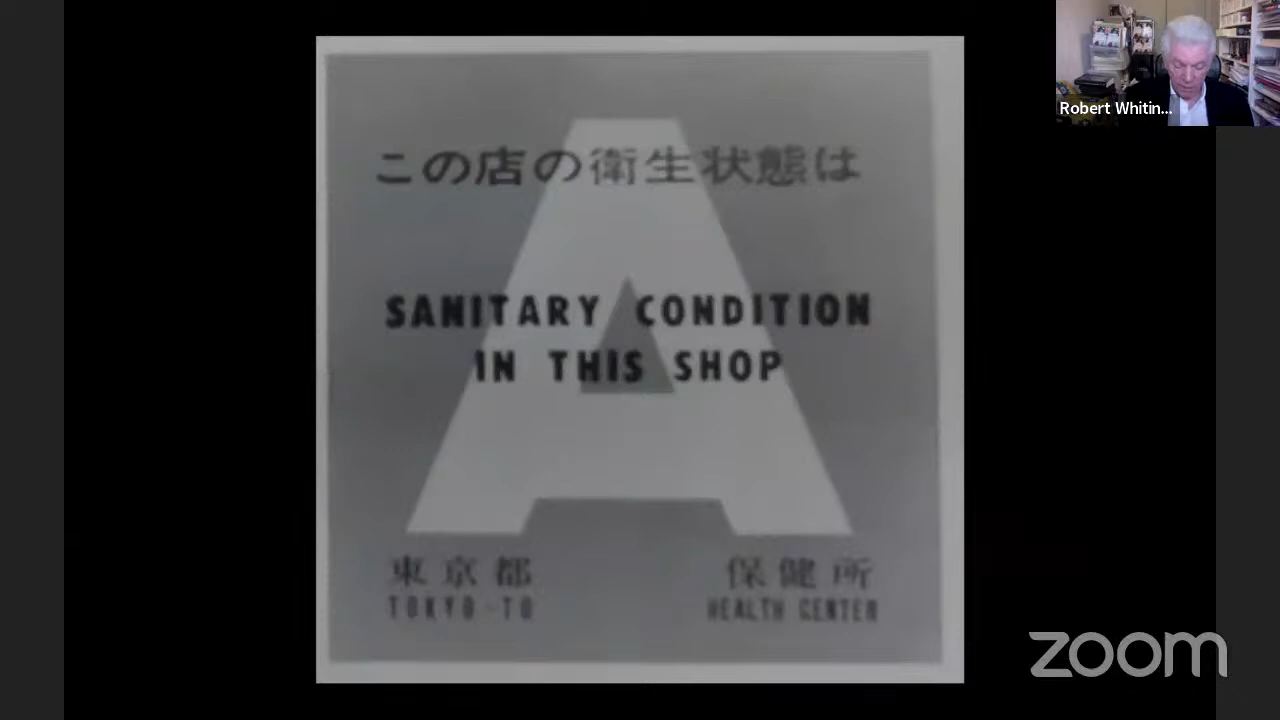 Robert Whitin...
A
この店の衛生状態は
SANITARY CONDITION
IN THIS SHOP
東京都 保健所
TOKYO-TO HEALTH CENTER
zoom